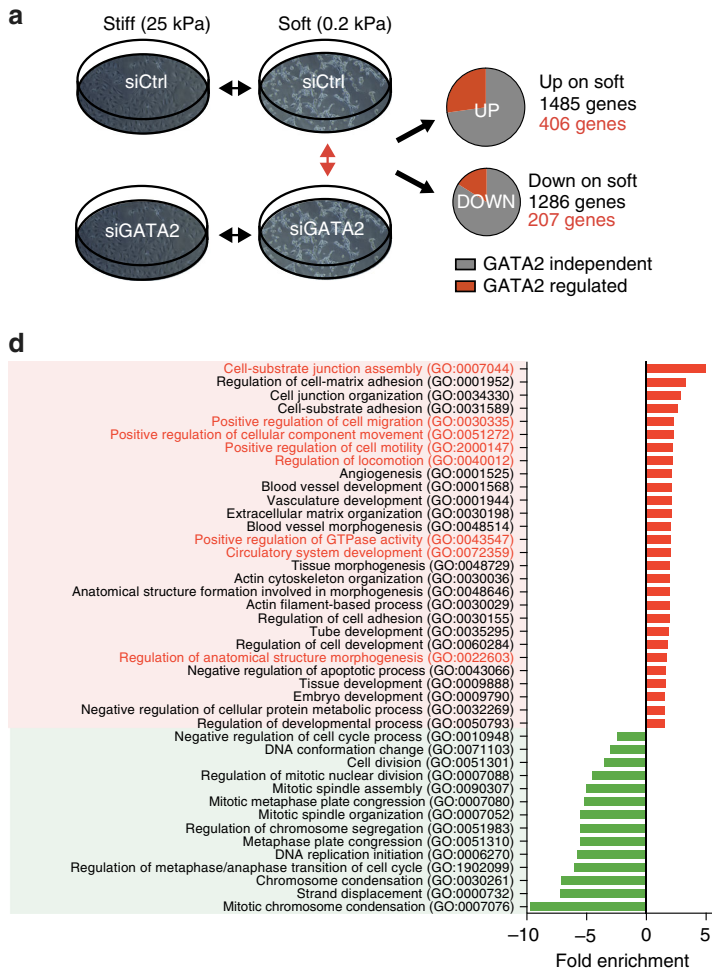 a
Stiff (25 kPa)
Soft (0.2 kPa)
siCtrl
siCtrl
UP
Up on soft
1485 genes
406 genes
siGATA2
siGATA2
DOWN
Down on soft
1286 genes
207 genes
GATA2 independent
GATA2 regulated
d
Cell-substrate junction assembly (GO:0007044)
Regulation of cell-matrix adhesion (GO:0001952)
Cell junction organization (GO:0034330)
Cell-substrate adhesion (GO:0031589)
Positive regulation of cell migration (GO:0030335)
Positive regulation of cellular component movement (GO:0051272)
Positive regulation of cell motility (GO:2000147)
Regulation of locomotion (GO:0040012)
Angiogenesis (GO:0001525)
Blood vessel development (GO:0001568)
Vasculature development (GO:0001944)
Extracellular matrix organization (GO:0030198)
Blood vessel morphogenesis (GO:0048514)
Positive regulation of GTPase activity (GO:0043547)
Circulatory system development (GO:0072359)
Tissue morphogenesis (GO:0048729)
Actin cytoskeleton organization (GO:0030036)
Anatomical structure formation involved in morphogenesis (GO:0048646)
Actin filament-based process (GO:0030029)
Regulation of cell adhesion (GO:0030155)
Tube development (GO:0035295)
Regulation of cell development (GO:0060284)
Regulation of anatomical structure morphogenesis (GO:0022603)
Negative regulation of apoptotic process (GO:0043066)
Tissue development (GO:0009888)
Embryo development (GO:0009790)
Negative regulation of cellular protein metabolic process (GO:0032269)
Regulation of developmental process (GO:0050793)
Negative regulation of cell cycle process (GO:0010948)
DNA conformation change (GO:0071103)
Cell division (GO:0051301)
Regulation of mitotic nuclear division (GO:0007088)
Mitotic spindle assembly (GO:0090307)
Mitotic metaphase plate congression (GO:0007080)
Mitotic spindle organization (GO:0007052)
Regulation of chromosome segregation (GO:0051983)
Metaphase plate congression (GO:0051310)
DNA replication initiation (GO:0006270)
Regulation of metaphase/anaphase transition of cell cycle (GO:1902099)
Chromosome condensation (GO:0030261)
Strand displacement (GO:0000732)
Mitotic chromosome condensation (GO:0007076)
−10 −5 0 5
Fold enrichment